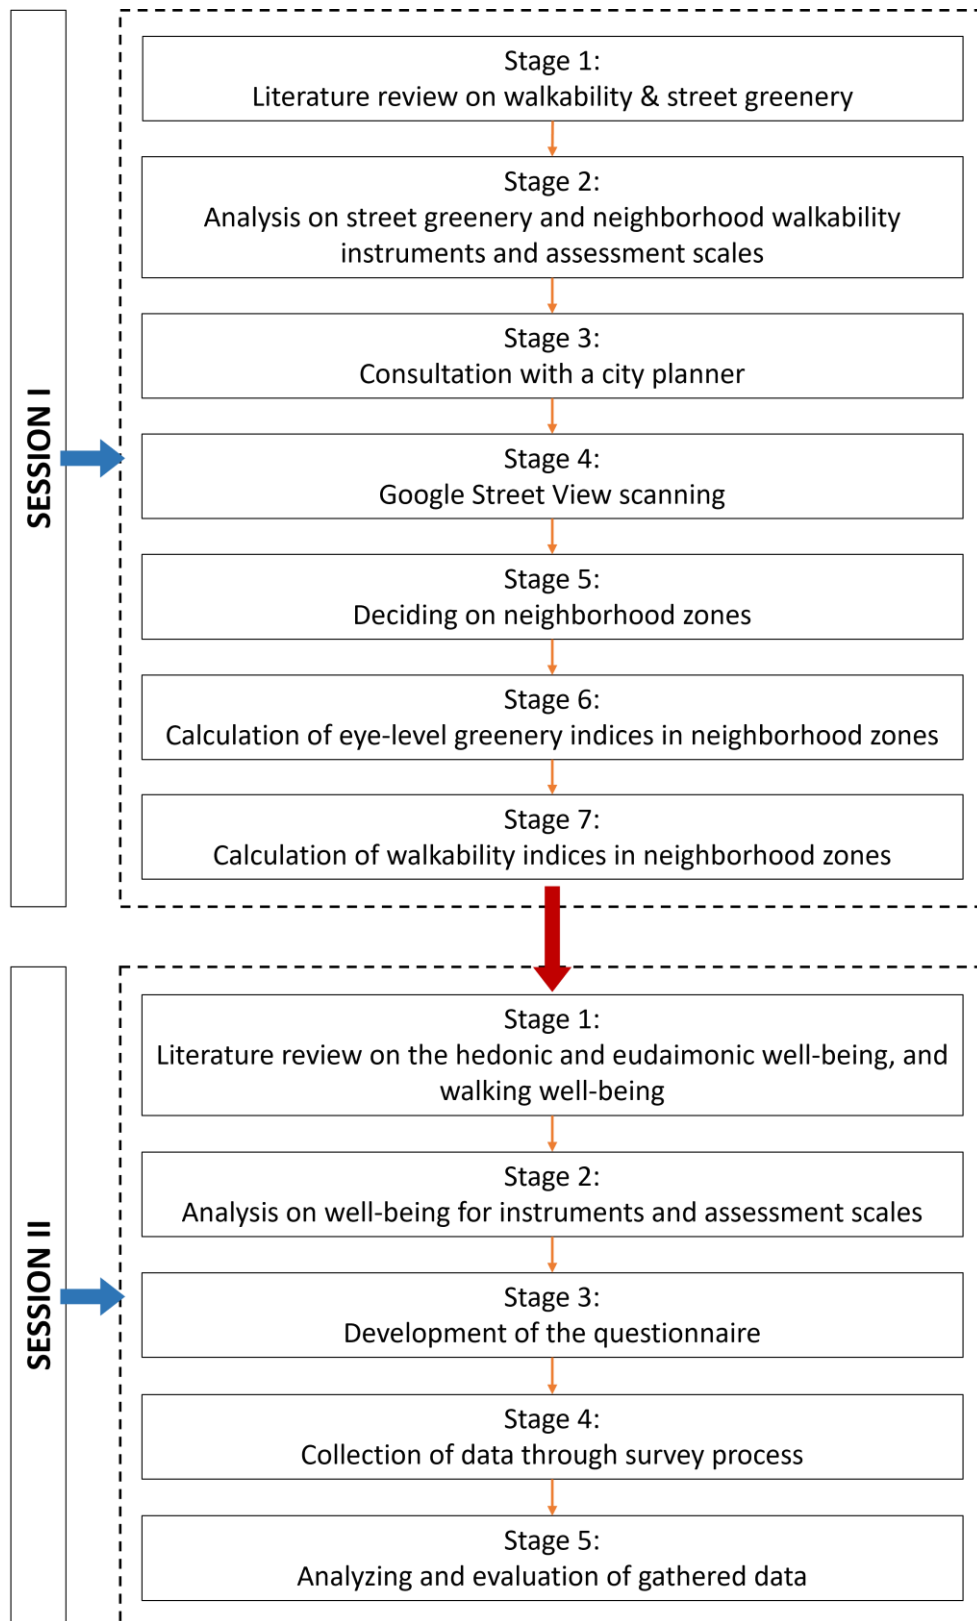 SESSION I
Stage 1:
Literature review on walkability & street greenery
Stage 2:
Analysis on street greenery and neighborhood walkability
instruments and assessment scales
Stage 3:
Consultation with a city planner
Stage 4:
Google Street View scanning
Stage 5:
Deciding on neighborhood zones
Stage 6:
Calculation of eye-level greenery indices in neighborhood zones
Stage 7:
Calculation of walkability indices in neighborhood zones
SESSION II
Stage 1:
Literature review on the hedonic and eudaimonic well-being, and
walking well-being
Stage 2:
Analysis on well-being for instruments and assessment scales
Stage 3:
Development of the questionnaire
Stage 4:
Collection of data through survey process
Stage 5:
Analyzing and evaluation of gathered data